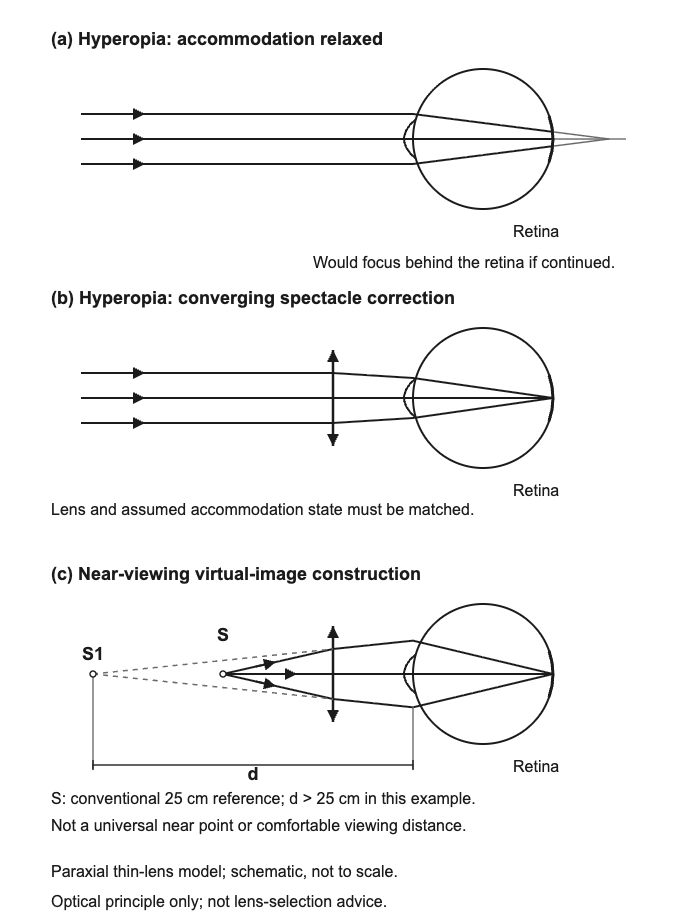 (a) Hyperopia: accommodation relaxed
Retina
Would focus behind the retina if continued.
(b) Hyperopia: converging spectacle correction
Retina
Lens and assumed accommodation state must be matched.
(c) Near-viewing virtual-image construction
S
S1
d
Retina
S: conventional 25 cm reference; d > 25 cm in this example.
Not a universal near point or comfortable viewing distance.
Paraxial thin-lens model; schematic, not to scale.
Optical principle only; not lens-selection advice.